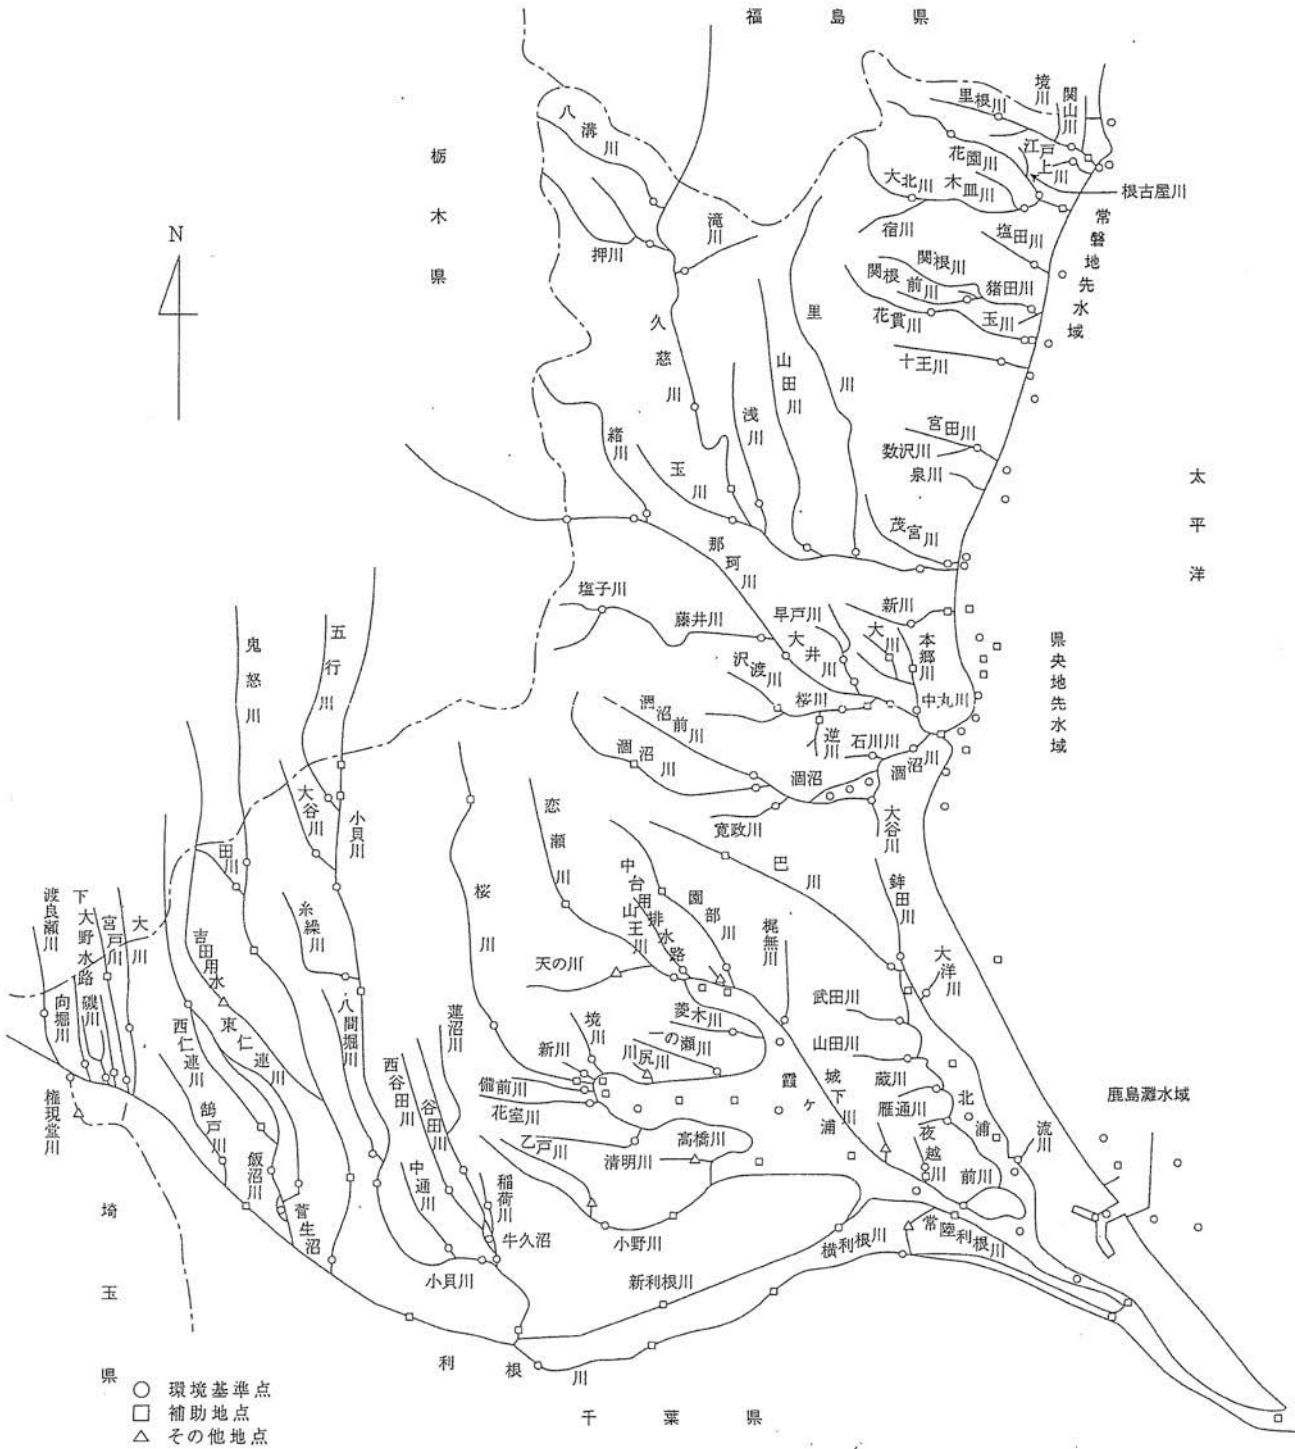 福島県
栃木県
埼玉県
千葉県
太平洋
N
常磐地先水域
県央地先水域
鹿島灘水域
八溝川
押川
滝川
久慈川
里根川
境川
関山川
江戸上川
花園川
木皿川
大北川
根古屋川
宿川
塩田川
関根川
関根前川
猪田川
玉川
花貫川
十王川
宮田川
数沢川
泉川
里川
山田川
浅川
玉川
緒川
茂宮川
那珂川
塩子川
藤井川
早戸川
大井川
大川
新川
本郷川
中丸川
沢渡川
桜川
逆川
石川川
涸沼前川
涸沼川
涸沼
涸沼川
大谷川
寛政川
鬼怒川
五行川
大谷川
小貝川
田川
糸繰川
吉田用水
八間堀川
西仁連川
東仁連川
鵠戸川
飯沼川
菅生沼
渡良瀬川
下大野水路
宮戸川
大川
向堀川
磯川
権現堂川
桜川
恋瀬川
中台用排水路
山王川
園部川
天の川
梶無川
巴川
鉾田川
大洋川
武田川
山田川
蔵川
雁通川
北浦
流川
夜越川
前川
城下川
霞ヶ浦
菱木川
一の瀬川
川尻川
境川
新川
備前川
花室川
蓮沼川
西谷田川
谷田川
中通川
稲荷川
牛久沼
乙戸川
清明川
高橋川
小野川
小貝川
新利根川
横利根川
常陸利根川
利根川
○ 環境基準点
□ 補助地点
△ その他地点